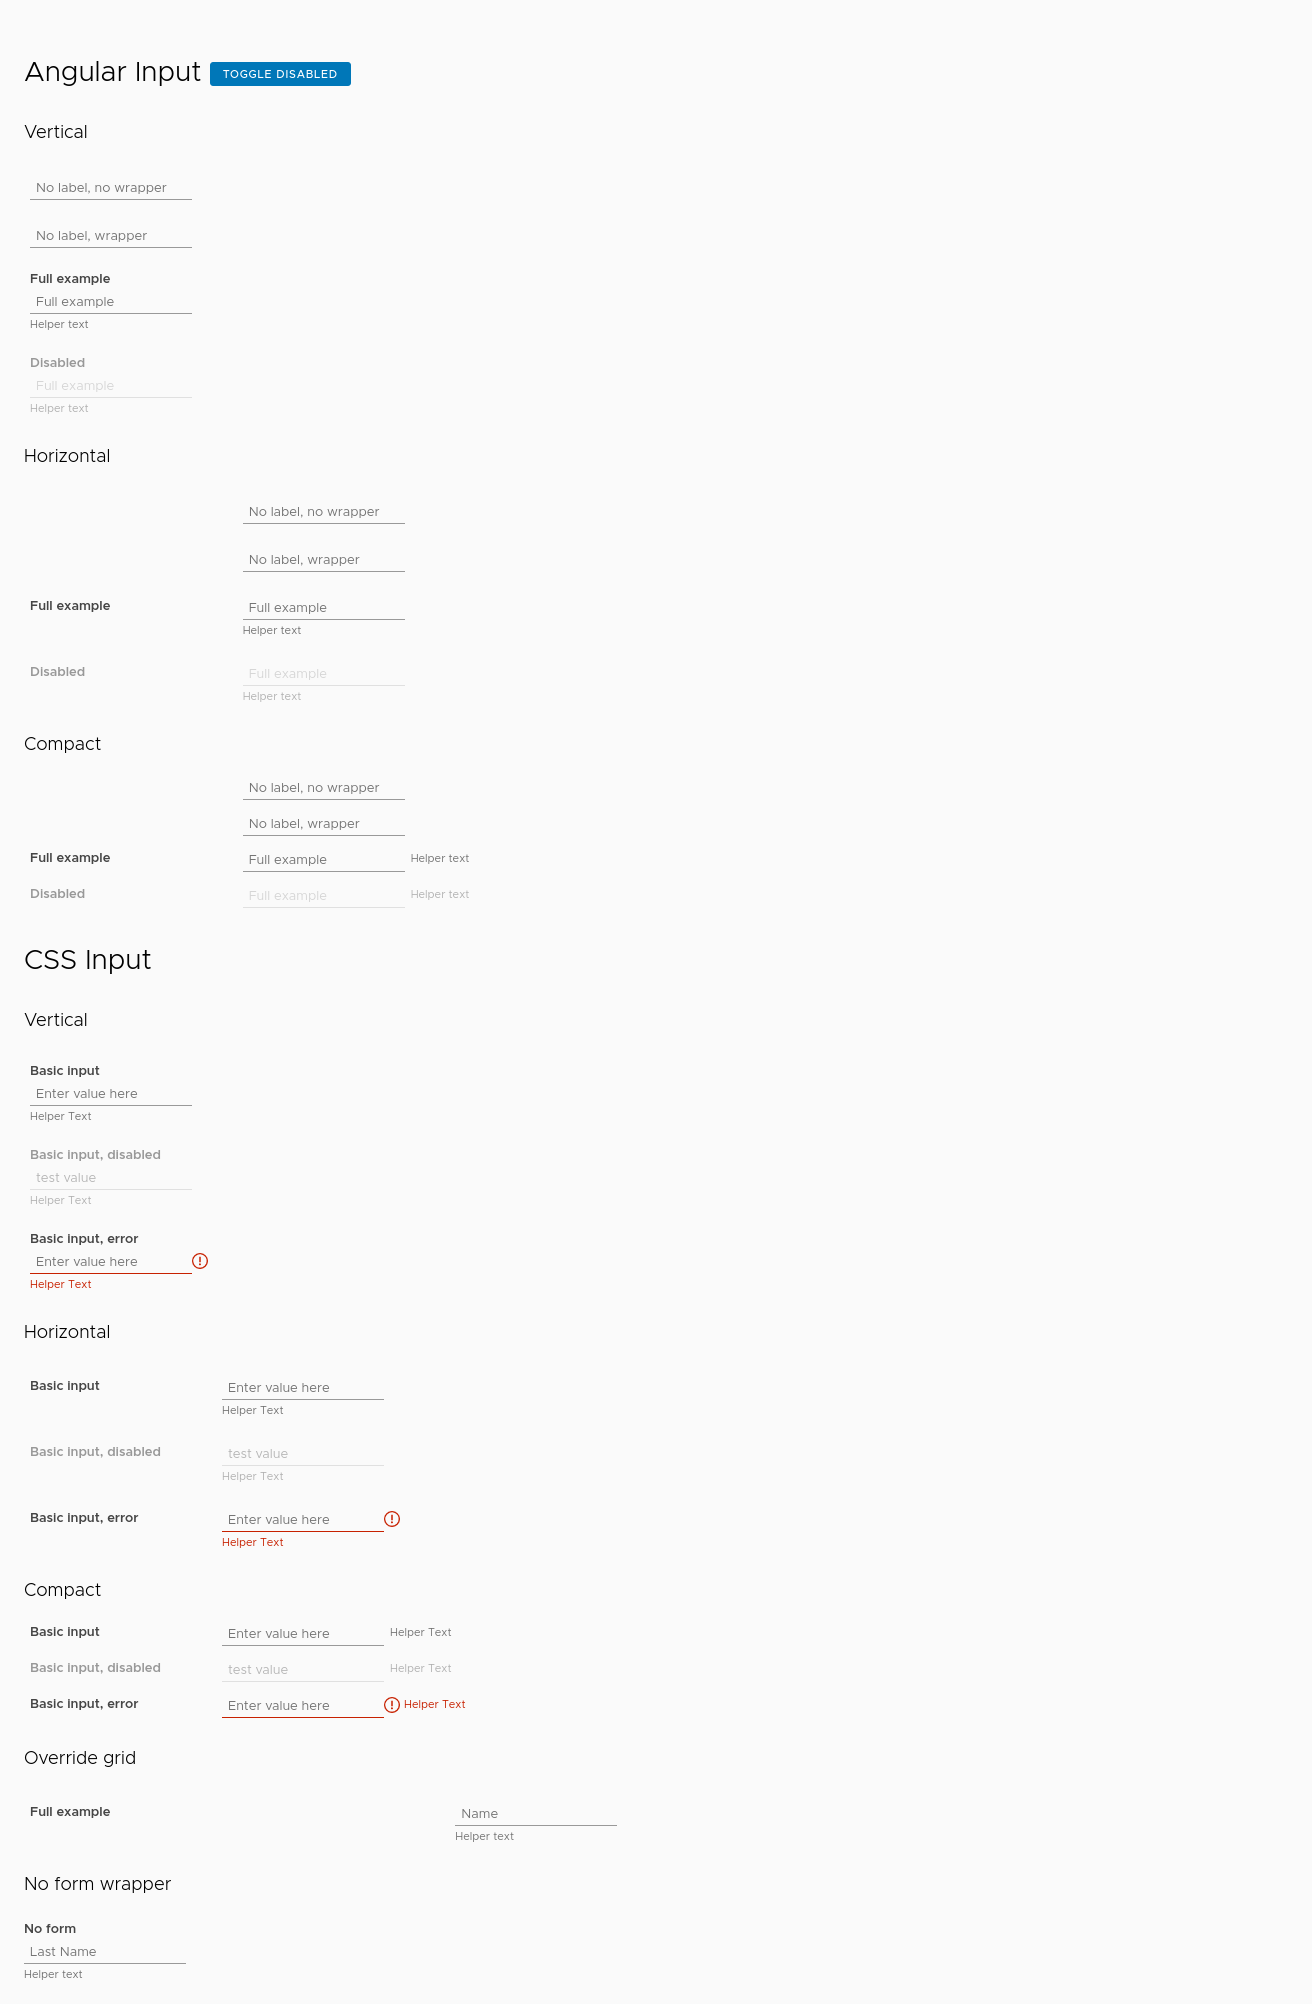 Angular Input TOGGLE DISABLED
Vertical
No label, no wrapper
No label, wrapper
Full example
Full example
Helper text
Disabled
Full example
Helper text
Horizontal
No label, no wrapper
No label, wrapper
Full example Full example
Helper text
Disabled Full example
Helper text
Compact
No label, no wrapper
No label, wrapper
Full example Full example Helper text
Disabled Full example Helper text
CSS Input
Vertical
Basic input
Enter value here
Helper Text
Basic input, disabled
test value
Helper Text
Basic input, error
Enter value here
Helper Text
Horizontal
Basic input Enter value here
Helper Text
Basic input, disabled test value
Helper Text
Basic input, error Enter value here
Helper Text
Compact
Basic input Enter value here Helper Text
Basic input, disabled test value Helper Text
Basic input, error Enter value here Helper Text
Override grid
Full example Name
Helper text
No form wrapper
No form
Last Name
Helper text